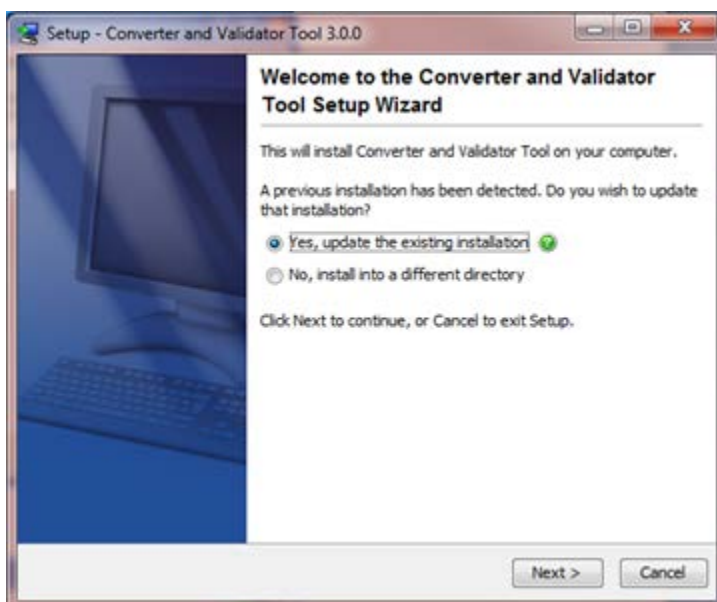 Setup - Converter and Validator Tool 3.0.0
Welcome to the Converter and Validator
Tool Setup Wizard
This will install Converter and Validator Tool on your computer.
A previous installation has been detected. Do you wish to update
that installation?
Yes, update the existing installation
No, install into a different directory
Click Next to continue, or Cancel to exit Setup.
Next >
Cancel